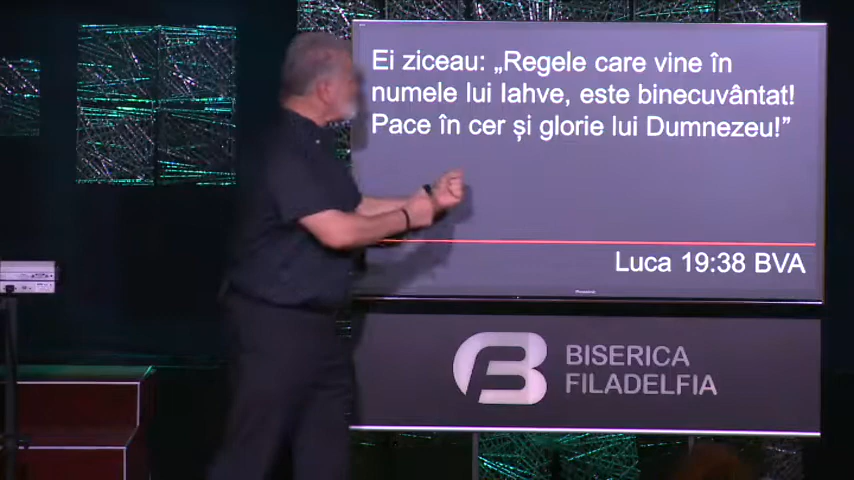 Ei ziceau: „Regele care vine în
numele lui Iahve, este binecuvântat!
Pace în cer și glorie lui Dumnezeu!”
Luca 19:38 BVA
Panasonic
BISERICA
FILADELFIA